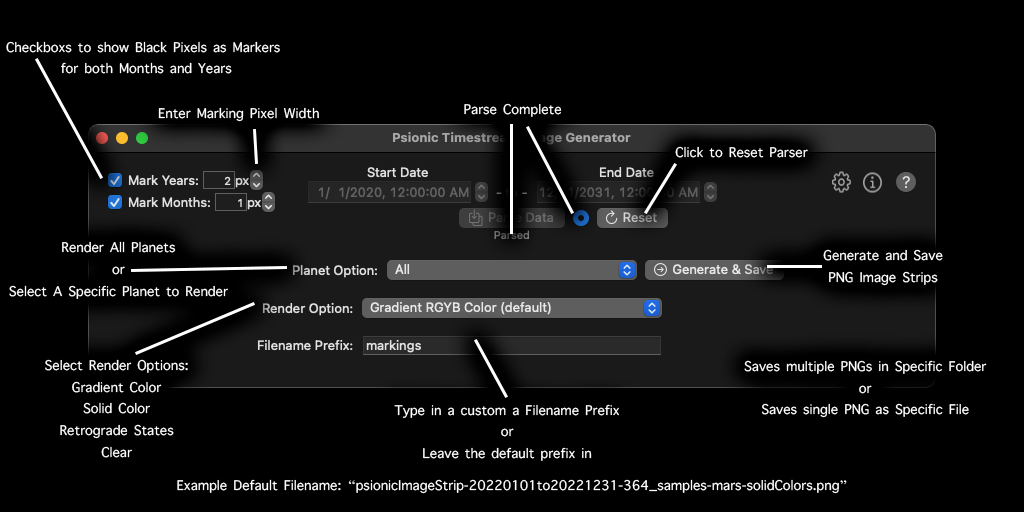 Checkboxs to show Black Pixels as Markers
for both Months and Years
Enter Marking Pixel Width
Parse Complete
Psionic Timestre ge Generator
Click to Reset Parser
Start Date
End Date
Mark Years: 2 px
1/ 1/2020, 12:00:00 AM - - 12 1/2031, 12: 0 AM
Mark Months: 1 px
Parse Data
Reset
Parsed
Render All Planets
or
Select A Specific Planet to Render
Planet Option: All
Generate & Save
Generate and Save
PNG Image Strips
Render Option: Gradient RGYB Color (default)
Filename Prefix: markings
Select Render Options:
Gradient Color
Solid Color
Retrograde States
Clear
Type in a custom a Filename Prefix
or
Leave the default prefix in
Saves multiple PNGs in Specific Folder
or
Saves single PNG as Specific File
Example Default Filename: “psionicImageStrip-20220101to20221231-364_samples-mars-solidColors.png”